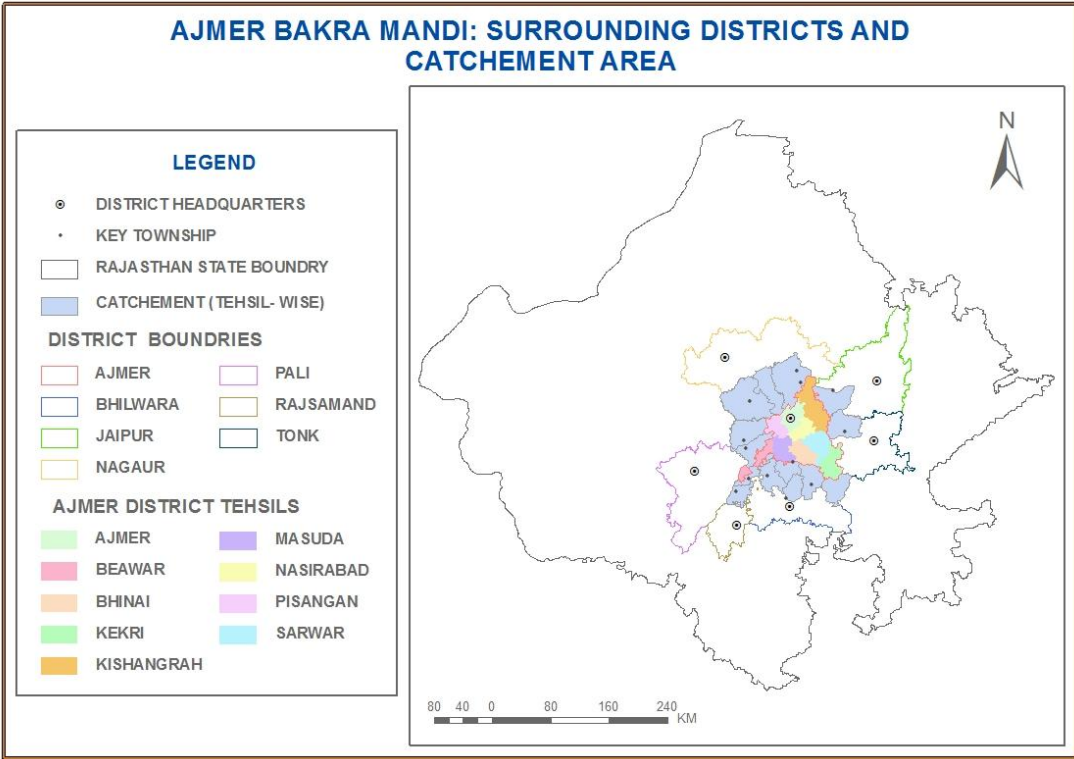 AJMER BAKRA MANDI: SURROUNDING DISTRICTS AND
CATCHEMENT AREA
LEGEND
DISTRICT HEADQUARTERS
KEY TOWNSHIP
RAJASTHAN STATE BOUNDRY
CATCHEMENT (TEHSIL- WISE)
DISTRICT BOUNDRIES
AJMER
PALI
BHILWARA
RAJSAMAND
JAIPUR
TONK
NAGAUR
AJMER DISTRICT TEHSILS
AJMER
MASUDA
BEAWAR
NASIRABAD
BHINAI
PISANGAN
KEKRI
SARWAR
KISHANGRAH
N
80 40 0 80 160 240
KM